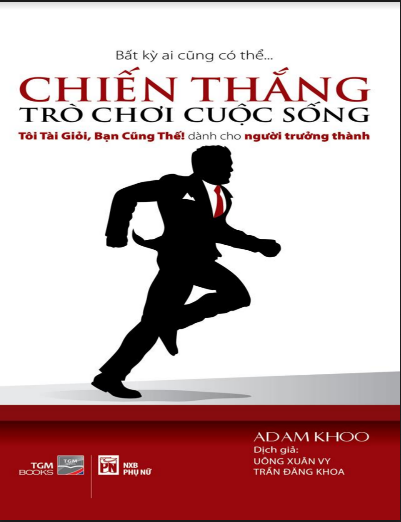 Bất kỳ ai cũng có thể...
CHIẾN THẮNG
TRÒ CHƠI CUỘC SỐNG
Tôi Tài Giỏi, Bạn Cũng Thế! dành cho người trưởng thành
ADAM KHOO
Dịch giả:
UÔNG XUÂN VY
TRẦN ĐĂNG KHOA
TGM
BOOKS
TGM
PN
NXB
PHỤ NỮ